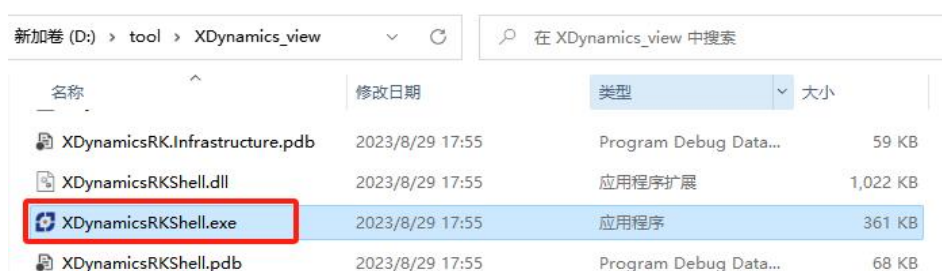 新加卷 (D:) › tool › XDynamics_view 在 XDynamics_view 中搜索
名称 修改日期 类型 大小
XDynamicsRK.Infrastructure.pdb 2023/8/29 17:55 Program Debug Data... 59 KB
XDynamicsRKShell.dll 2023/8/29 17:55 应用程序扩展 1,022 KB
XDynamicsRKShell.exe 2023/8/29 17:55 应用程序 361 KB
XDynamicsRKShell.pdb 2023/8/29 17:55 Program Debug Data... 68 KB